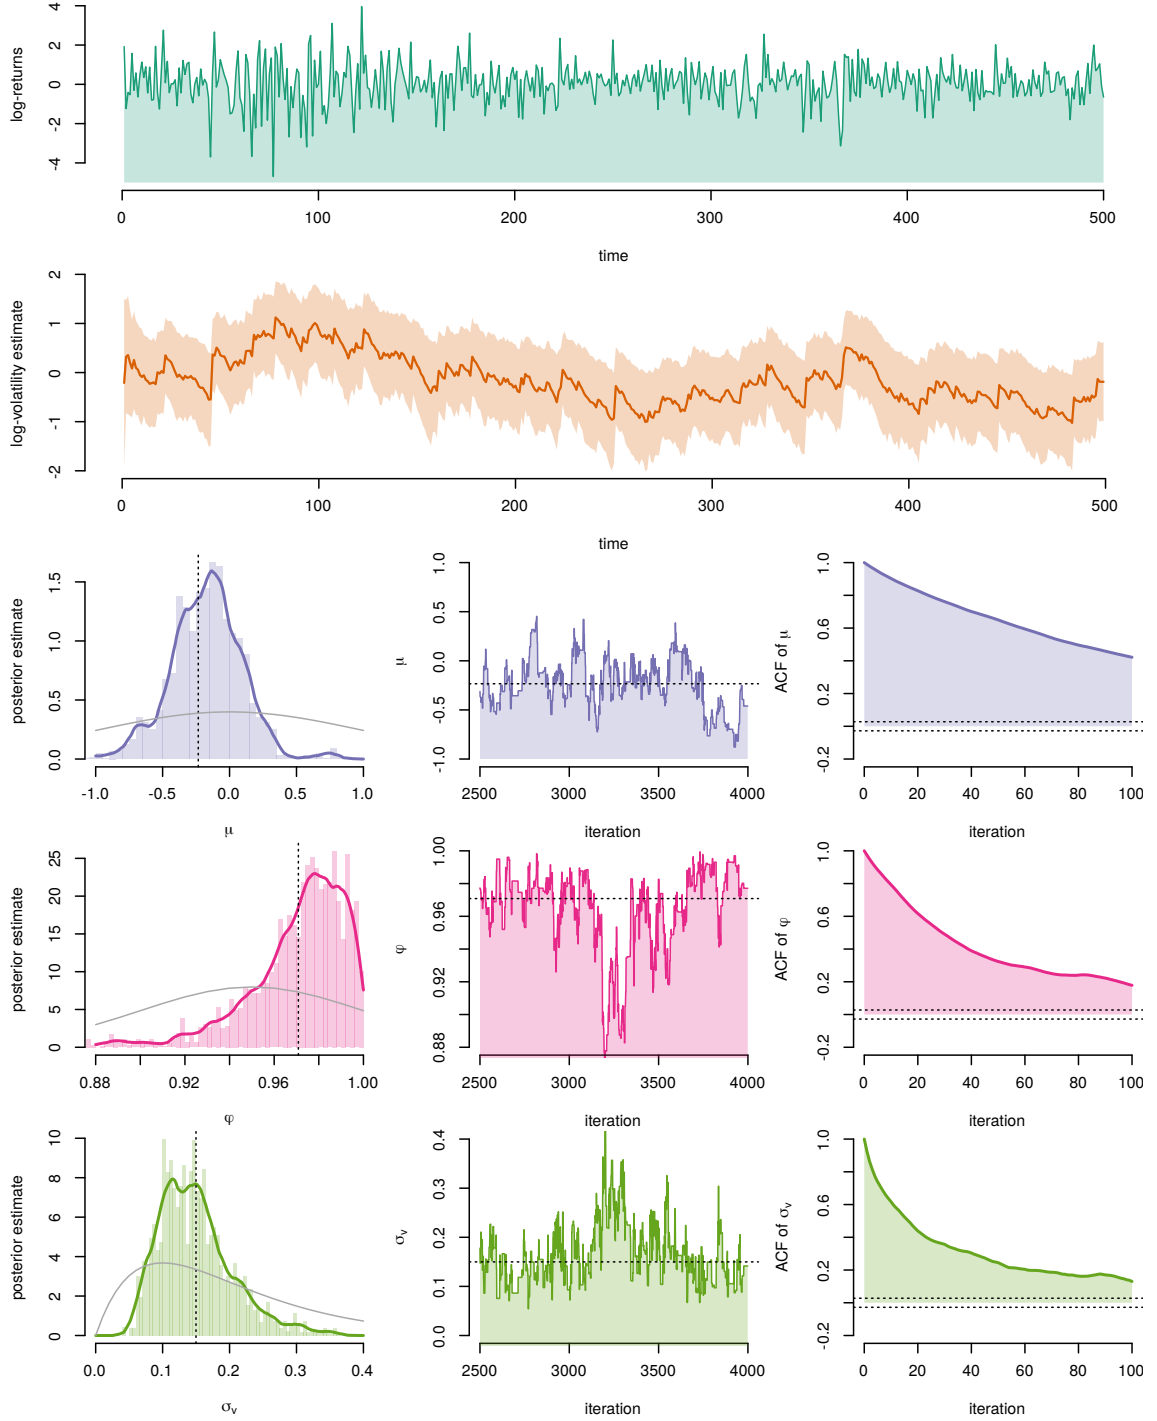 log-returns
4
2
0
-2
-4
0 100 200 300 400 500
time
log-volatility estimate
2
1
0
-1
-2
0 100 200 300 400 500
time
posterior estimate
1.5
1.0
0.5
0.0
-1.0 -0.5 0.0 0.5 1.0
μ
μ
1.0
0.5
0.0
-0.5
-1.0
2500 3000 3500 4000
iteration
ACF of μ
1.0
0.6
0.2
-0.2
0 20 40 60 80 100
iteration
posterior estimate
25
20
15
10
5
0
0.88 0.92 0.96 1.00
φ
φ
1.00
0.96
0.92
0.88
2500 3000 3500 4000
iteration
ACF of φ
1.0
0.6
0.2
-0.2
0 20 40 60 80 100
iteration
posterior estimate
10
8
6
4
2
0
0.0 0.1 0.2 0.3 0.4
σv
σv
0.4
0.3
0.2
0.1
0.0
2500 3000 3500 4000
iteration
ACF of σv
1.0
0.6
0.2
-0.2
0 20 40 60 80 100
iteration